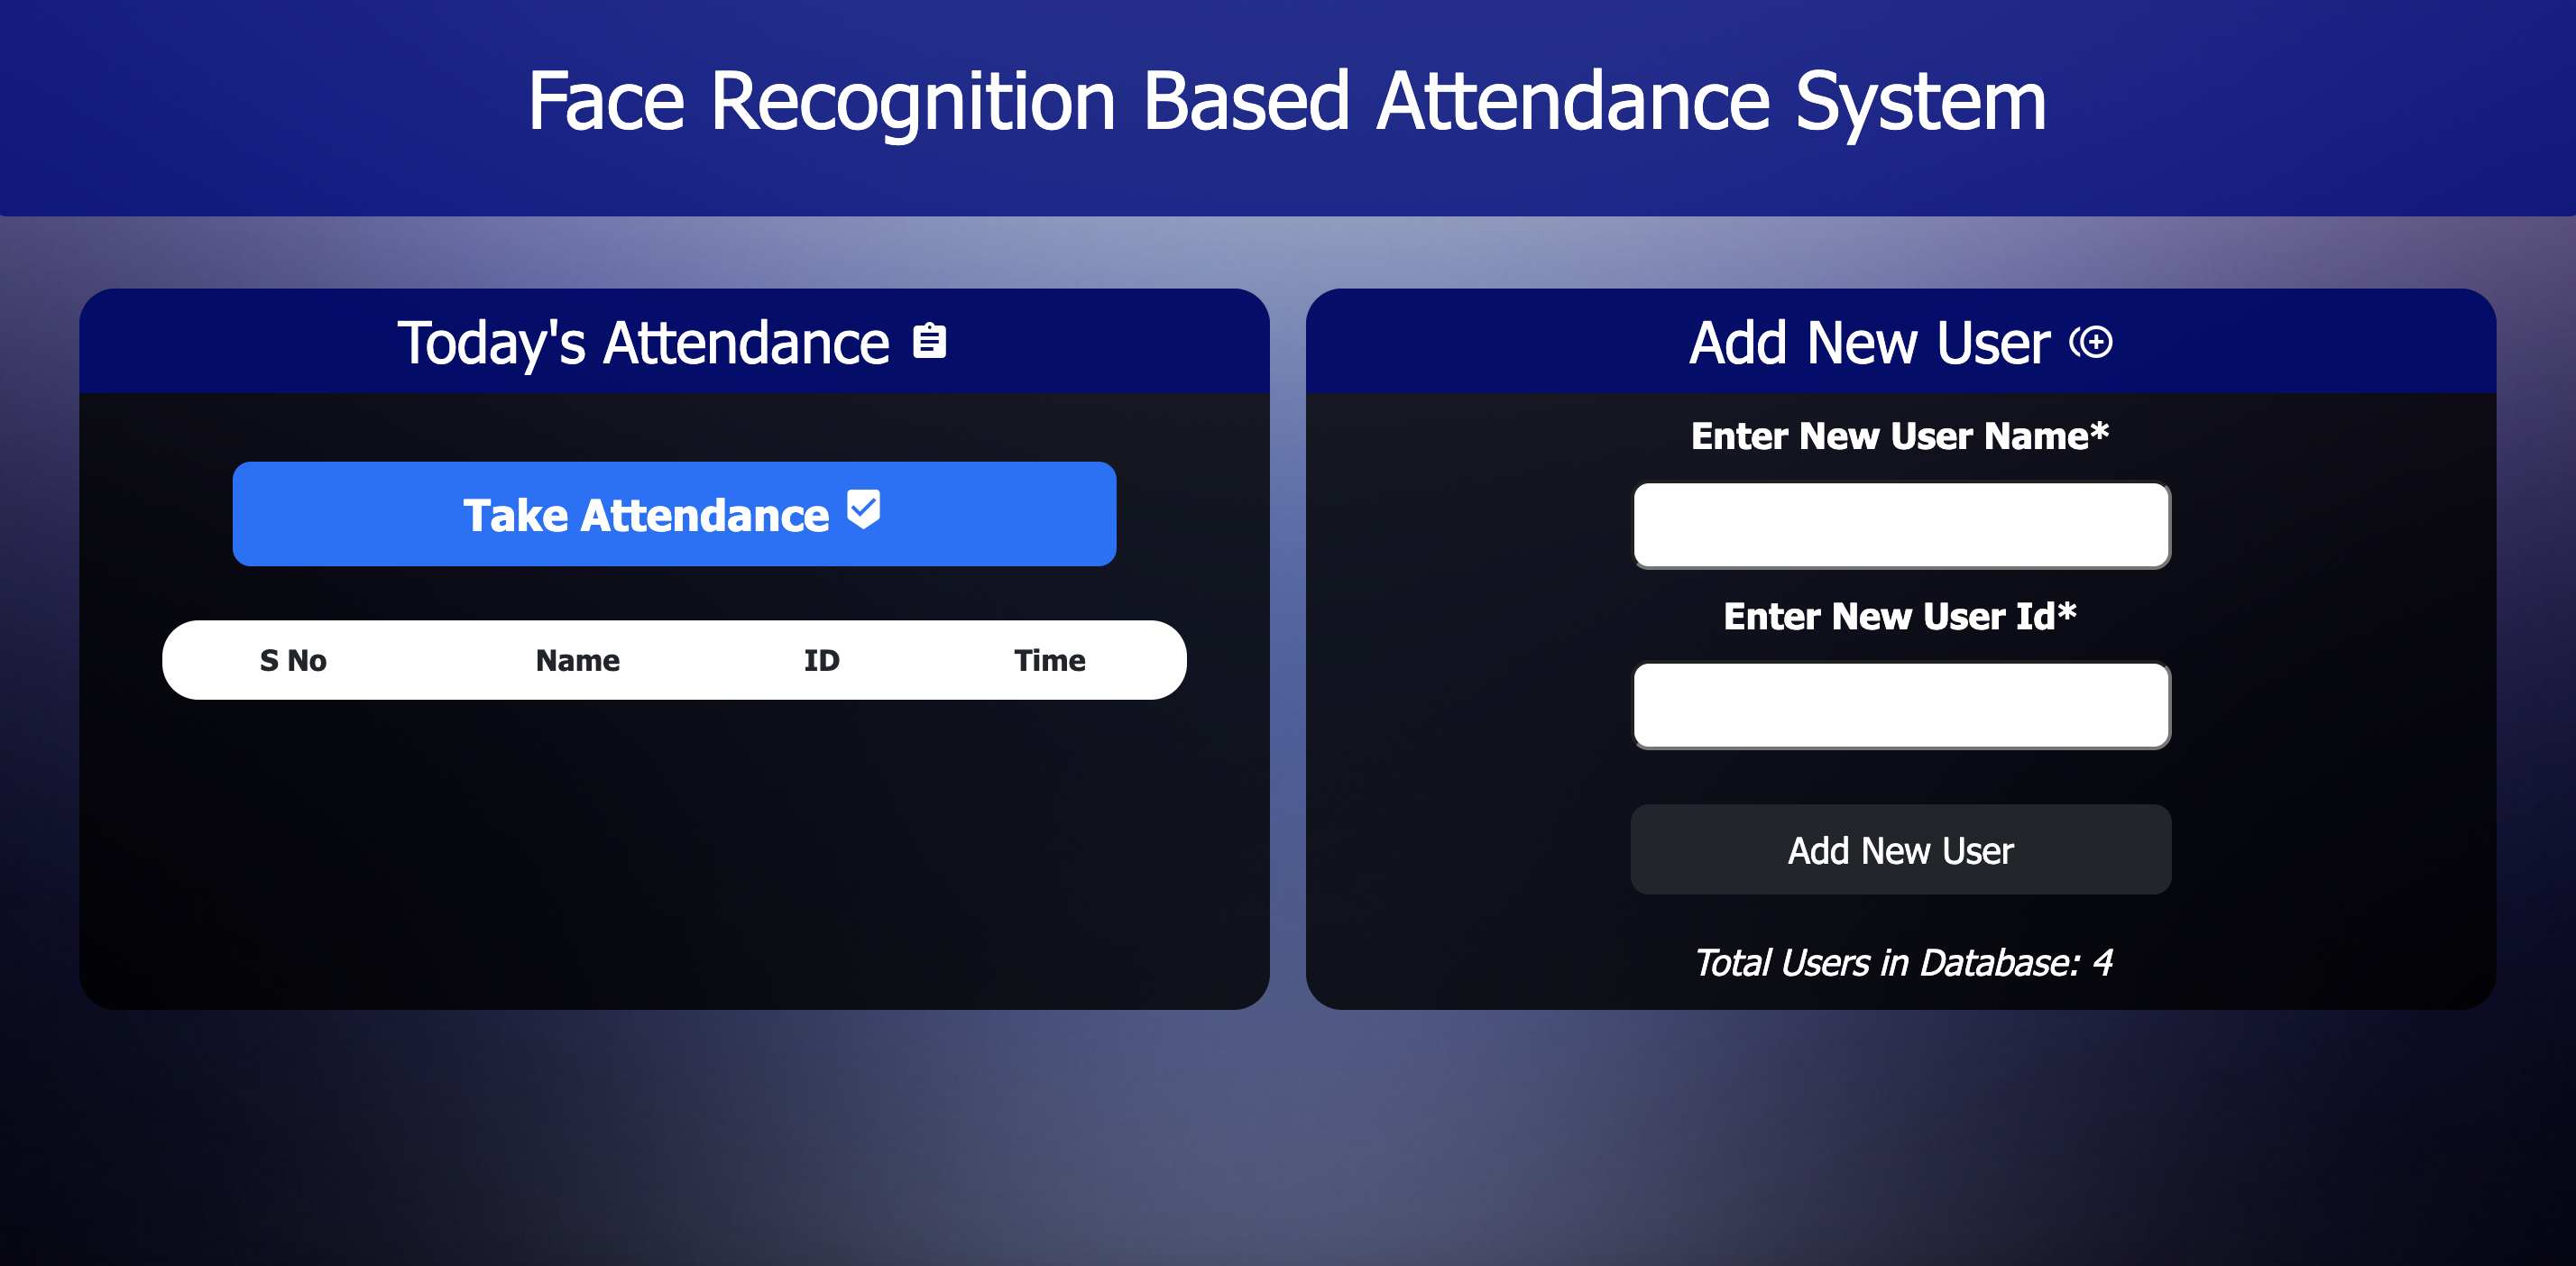 Face Recognition Based Attendance System
Today's Attendance
Take Attendance
S No Name ID Time
Add New User
Enter New User Name*
Enter New User Id*
Add New User
Total Users in Database: 4